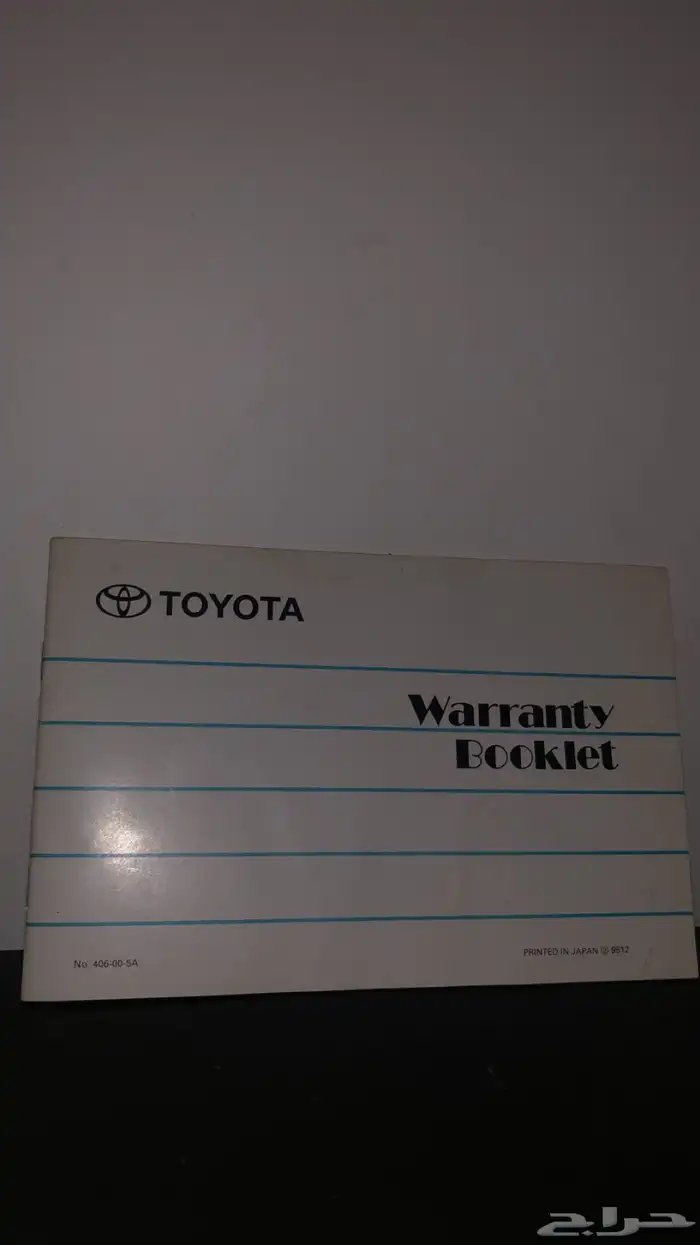 TOYOTA
Warranty
Booklet
No. 406-00-5A
PRINTED IN JAPAN Ⓢ 9512
حراج